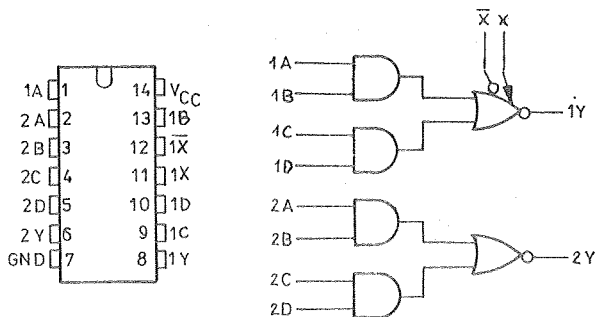 1A 1 14 VCC
2A 2 13 1B
2B 3 12 1X̅
2C 4 11 1X
2D 5 10 1D
2Y 6 9 1C
GND 7 8 1Y
X̅ X
1A
1B
1C
1D
1Y
2A
2B
2C
2D
2Y